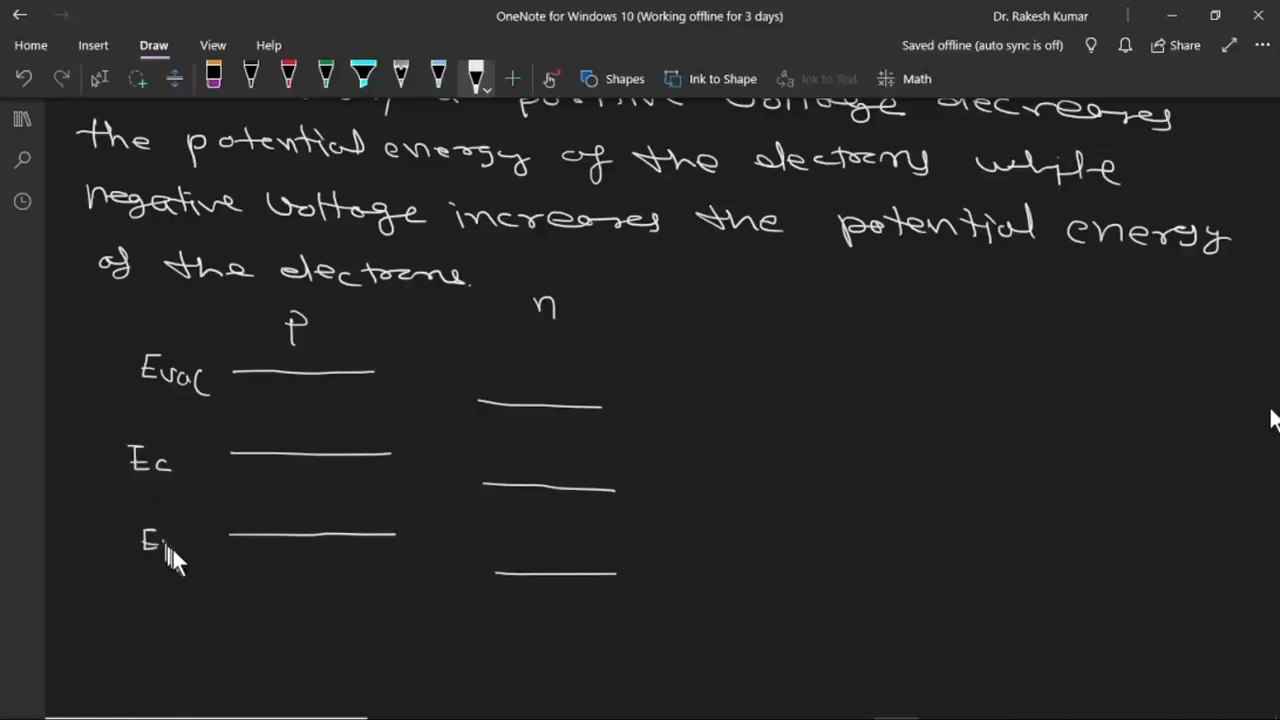 OneNote for Windows 10 (Working offline for 3 days)
Dr. Rakesh Kumar
Home Insert Draw View Help
Saved offline (auto sync is off)
Share
Shapes
Ink to Shape
Ink to Text
Math
a positive voltage decreases
the potential energy of the electrons while
negative voltage increases the potential energy
of the electrons.
P
n
Evac
Ec
E